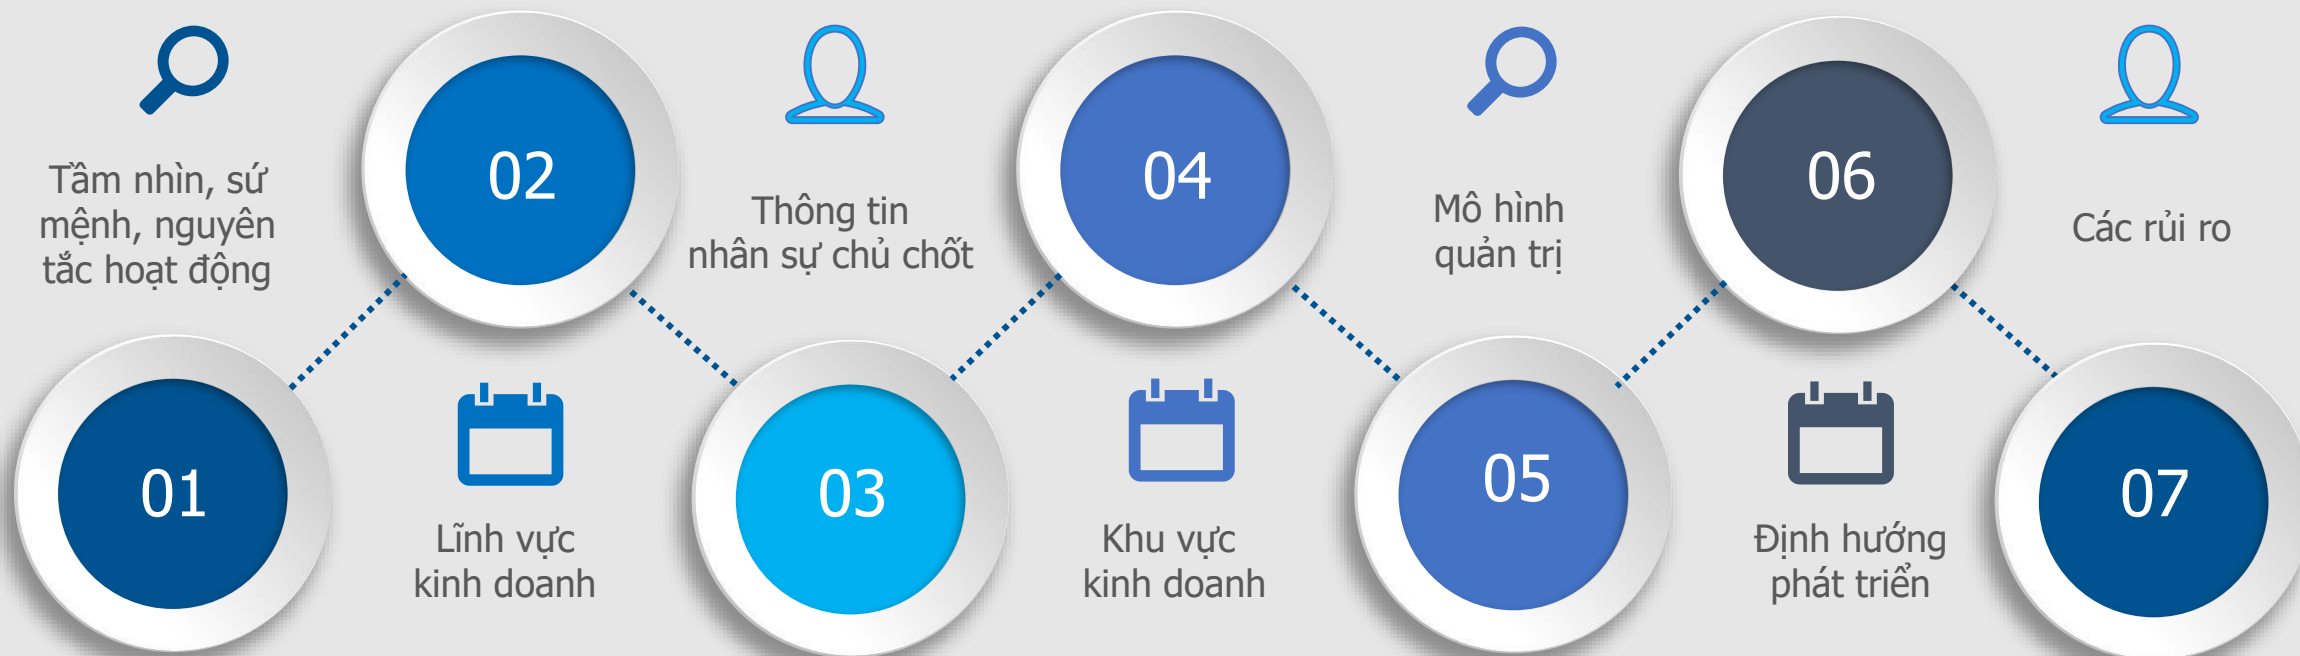 Tầm nhìn, sứ
mệnh, nguyên
tắc hoạt động
01
02
Lĩnh vực
kinh doanh
Thông tin
nhân sự chủ chốt
03
04
Khu vực
kinh doanh
Mô hình
quản trị
05
06
Định hướng
phát triển
Các rủi ro
07